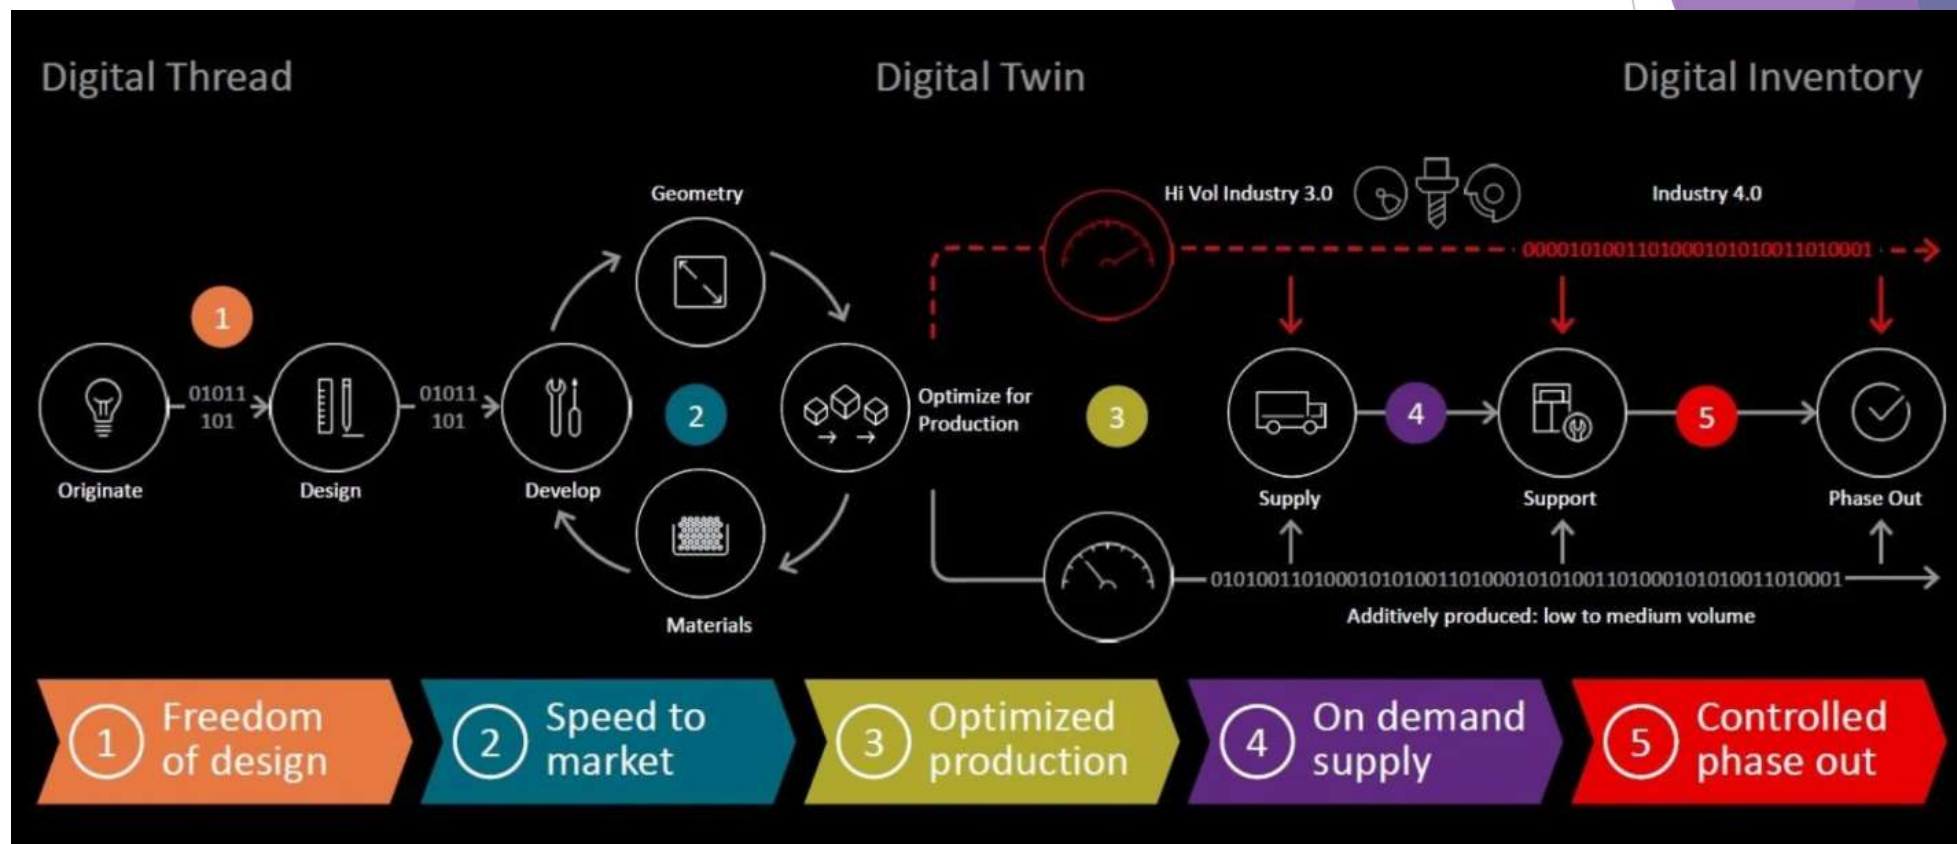 Digital Thread
Digital Twin
Digital Inventory
Geometry
Hi Vol Industry 3.0
Industry 4.0
0000101001101000101010011010001
1
01011
101
01011
101
2
Optimize for
Production
3
4
5
Originate
Design
Develop
Supply
Support
Phase Out
Materials
0101001101000101010011010001010100110100010101010011010001
Additively produced: low to medium volume
1 Freedom
of design
2 Speed to
market
3 Optimized
production
4 On demand
supply
5 Controlled
phase out